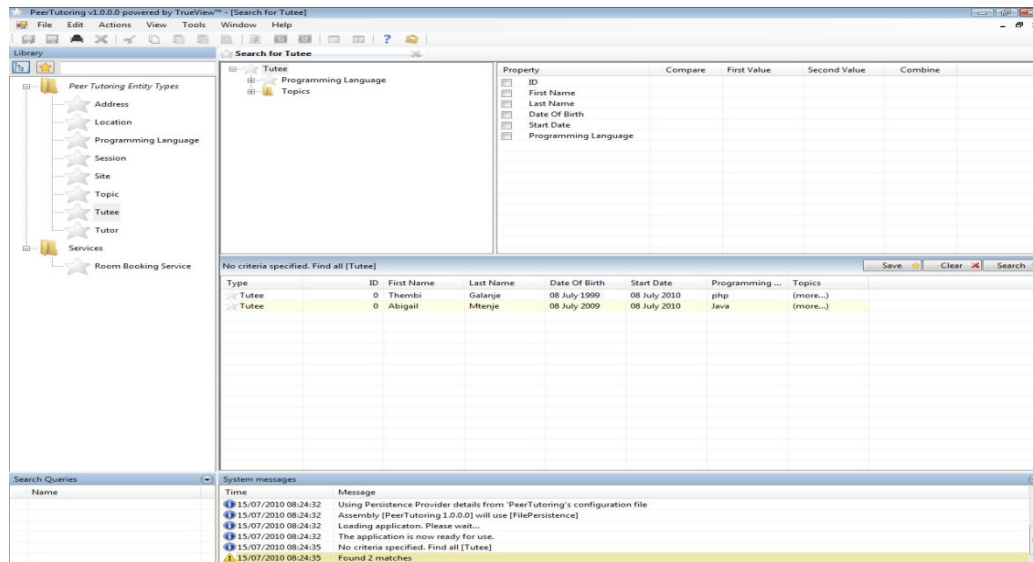 PeerTutoring v1.0.0.0 powered by TrueView™ - [Search for Tutee]
File Edit Actions View Tools Window Help
Library
Search for Tutee
Peer Tutoring Entity Types
Address
Location
Programming Language
Session
Site
Topic
Tutee
Tutor
Services
Room Booking Service
Tutee
Programming Language
Topics
Property Compare First Value Second Value Combine
ID
First Name
Last Name
Date Of Birth
Start Date
Programming Language
No criteria specified. Find all [Tutee] Save Clear Search
Type ID First Name Last Name Date Of Birth Start Date Programming ... Topics
Tutee 0 Thembi Galanje 08 July 1999 08 July 2010 php (more...)
Tutee 0 Abigail Mtenje 08 July 2009 08 July 2010 Java (more...)
Search Queries
Name
System messages
Time Message
15/07/2010 08:24:32 Using Persistence Provider details from 'PeerTutoring's configuration file
15/07/2010 08:24:32 Assembly [PeerTutoring 1.0.0.0] will use [FilePersistence]
15/07/2010 08:24:32 Loading applicaton. Please wait...
15/07/2010 08:24:32 The application is now ready for use.
15/07/2010 08:24:35 No criteria specified. Find all [Tutee]
15/07/2010 08:24:35 Found 2 matches